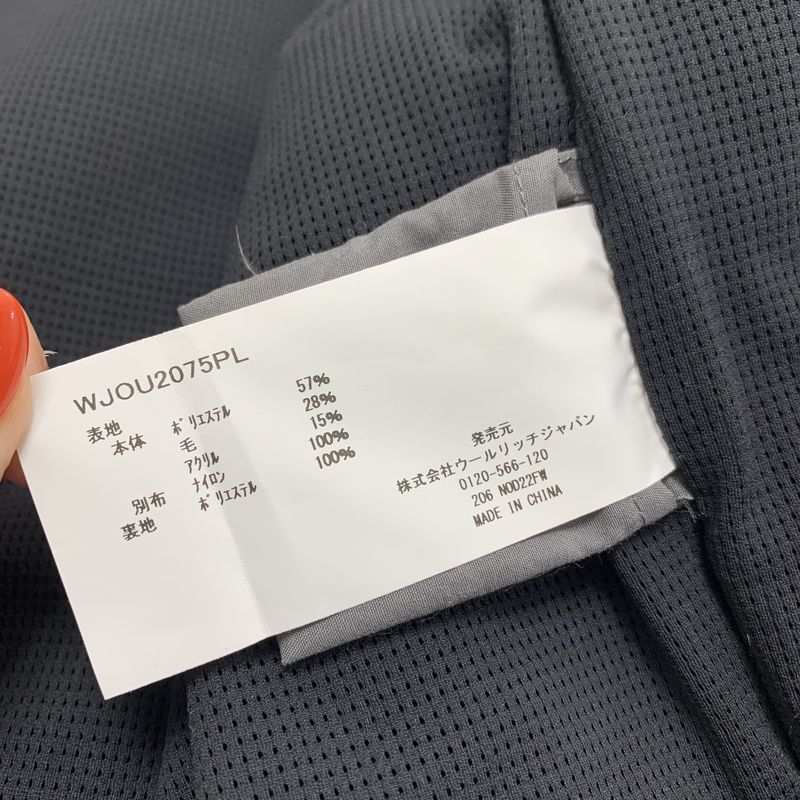 WJOU2075PL
表地
本体 ポリエステル 57%
毛 28%
アクリル 15%
別布 ナイロン 100%
裏地 ポリエステル 100%
発売元
株式会社ウールリッチジャパン
0120-566-120
206 NOD22FW
MADE IN CHINA